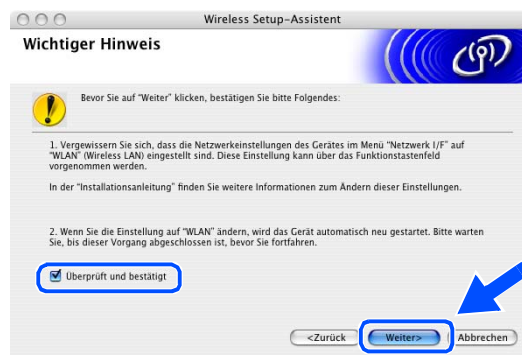 Wireless Setup-Assistent
Wichtiger Hinweis
Bevor Sie auf "Weiter" klicken, bestätigen Sie bitte Folgendes:
1. Vergewissern Sie sich, dass die Netzwerkeinstellungen des Gerätes im Menü "Netzwerk I/F" auf
"WLAN" (Wireless LAN) eingestellt sind. Diese Einstellung kann über das Funktionstastenfeld
vorgenommen werden.
In der "Installationsanleitung" finden Sie weitere Informationen zum Ändern dieser Einstellungen.
2. Wenn Sie die Einstellung auf "WLAN" ändern, wird das Gerät automatisch neu gestartet. Bitte warten
Sie, bis dieser Vorgang abgeschlossen ist, bevor Sie fortfahren.
Überprüft und bestätigt
<Zurück Weiter> Abbrechen